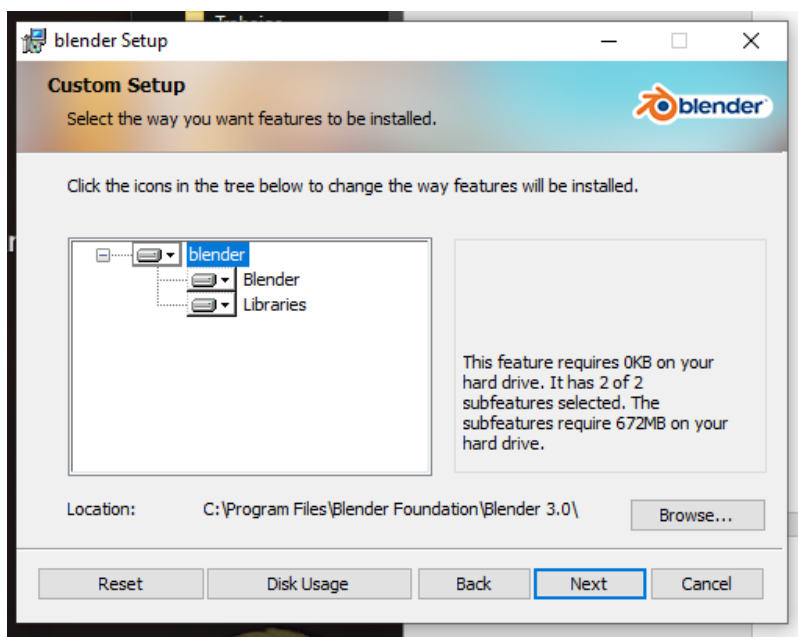 blender Setup
Custom Setup
Select the way you want features to be installed.
blender
Click the icons in the tree below to change the way features will be installed.
blender
Blender
Libraries
This feature requires 0KB on your
hard drive. It has 2 of 2
subfeatures selected. The
subfeatures require 672MB on your
hard drive.
Location: C:\Program Files\Blender Foundation\Blender 3.0\
Browse...
Reset Disk Usage Back Next Cancel